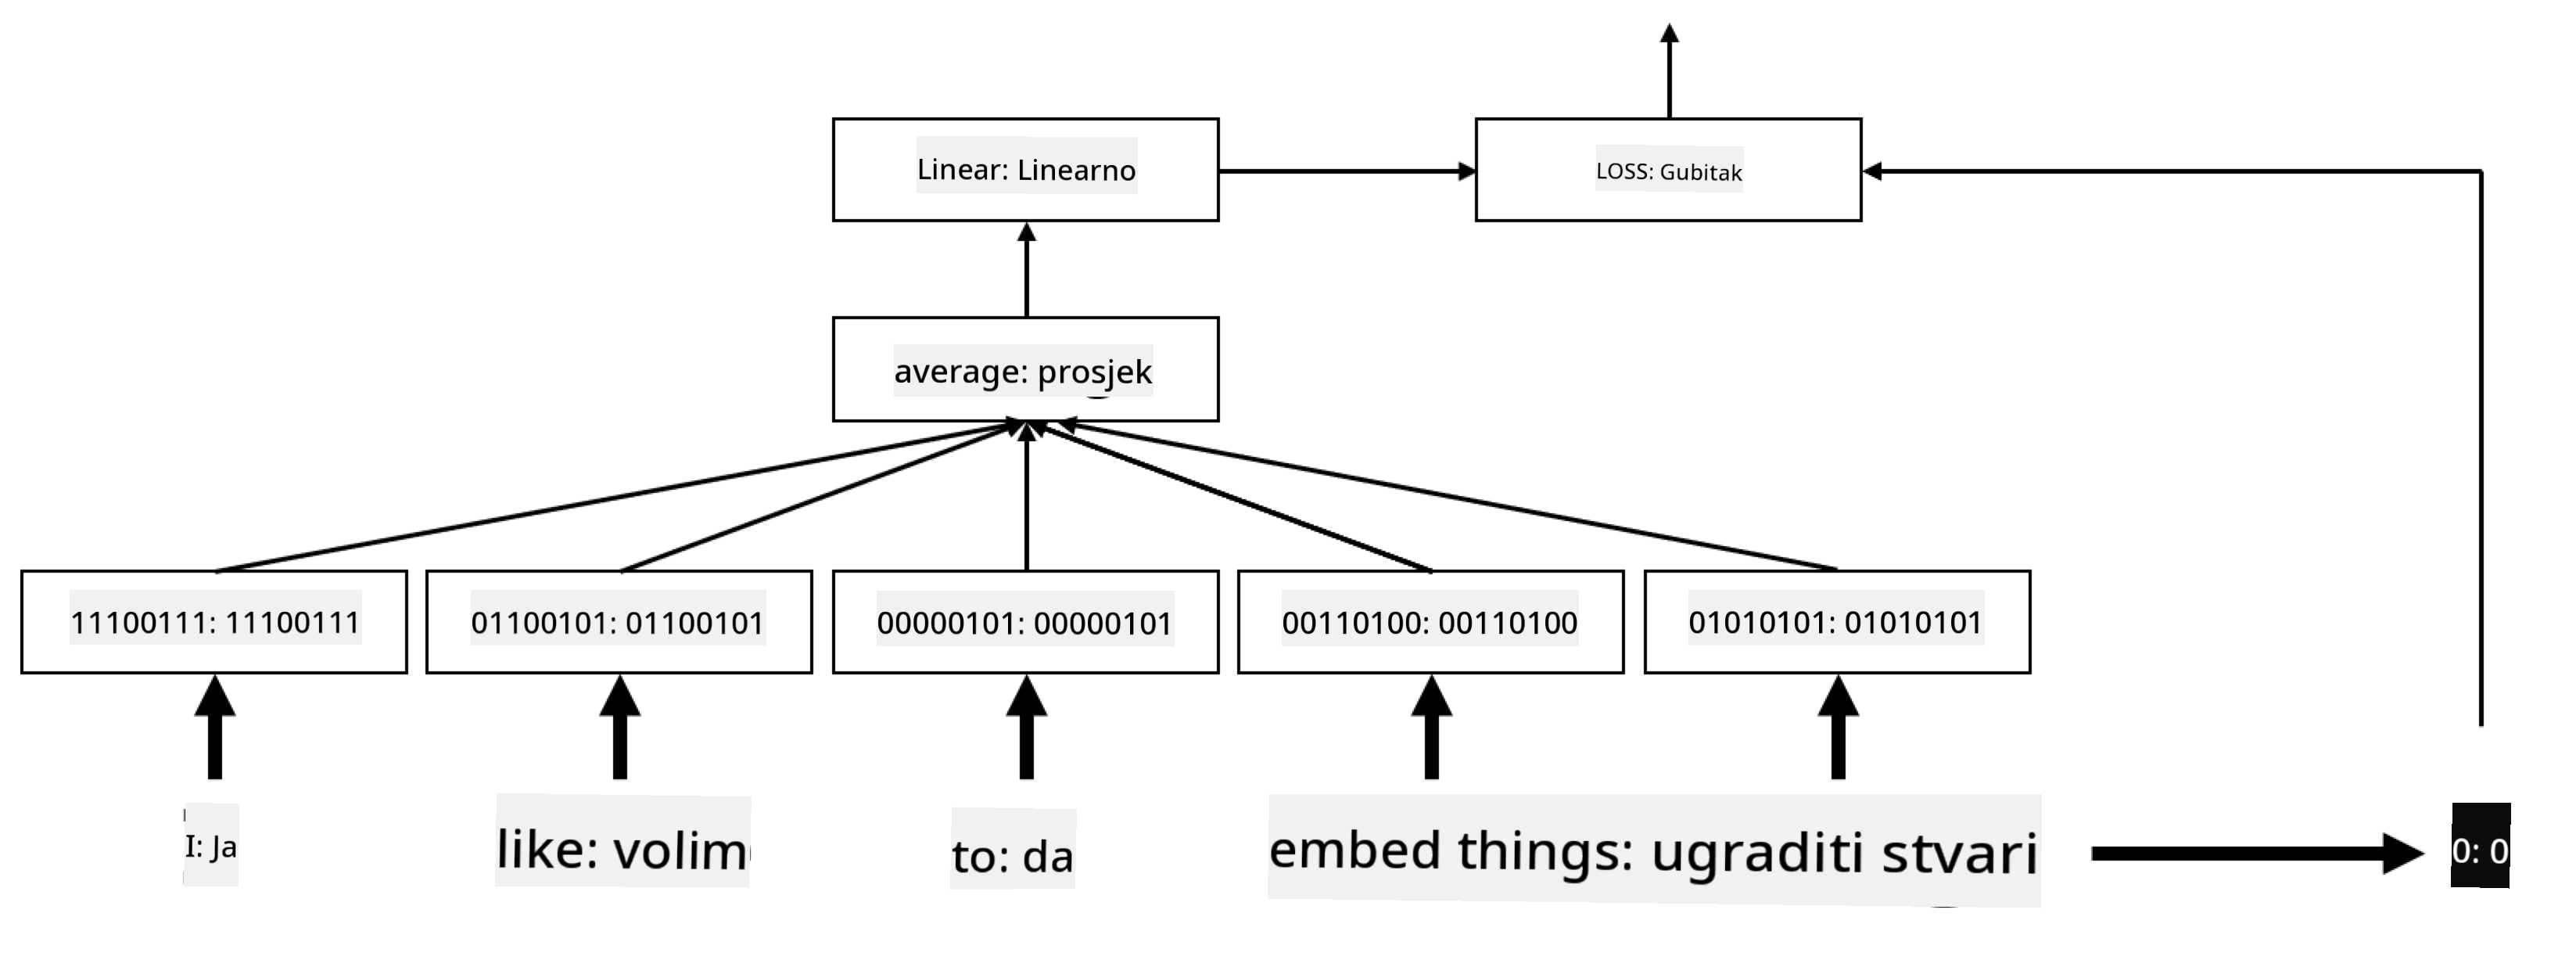 Linear: Linearno
LOSS: Gubitak
average: prosjek
11100111: 11100111
01100101: 01100101
00000101: 00000101
00110100: 00110100
01010101: 01010101
I: Ja
like: volim
to: da
embed things: ugraditi stvari
0: 0